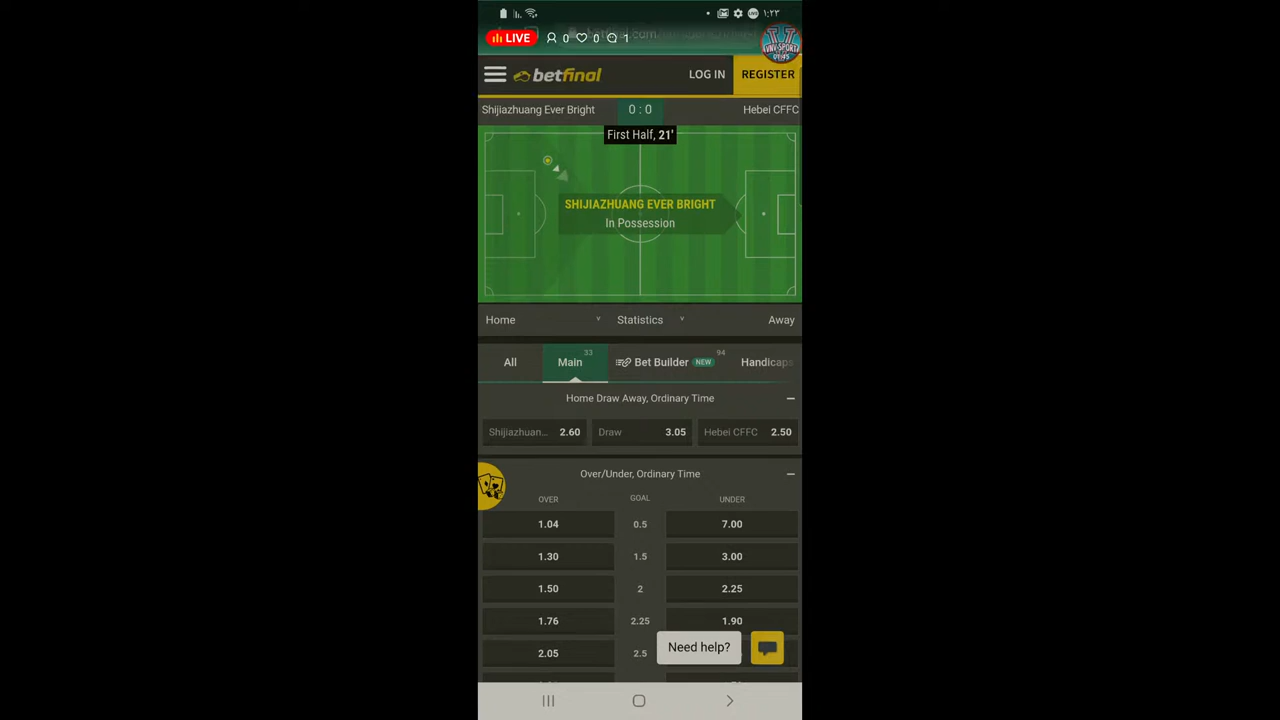 ١:٢٣
LIVE 0 0 1
betfinal LOG IN REGISTER
Shijiazhuang Ever Bright 0 : 0 Hebei CFFC
First Half, 21'
SHIJIAZHUANG EVER BRIGHT
In Possession
Home Statistics Away
All Main 33 Bet Builder NEW 94 Handicaps
Home Draw Away, Ordinary Time
Shijiazhuan... 2.60 Draw 3.05 Hebei CFFC 2.50
Over/Under, Ordinary Time
OVER GOAL UNDER
1.04 0.5 7.00
1.30 1.5 3.00
1.50 2 2.25
1.76 2.25 1.90
2.05 2.5
Need help?